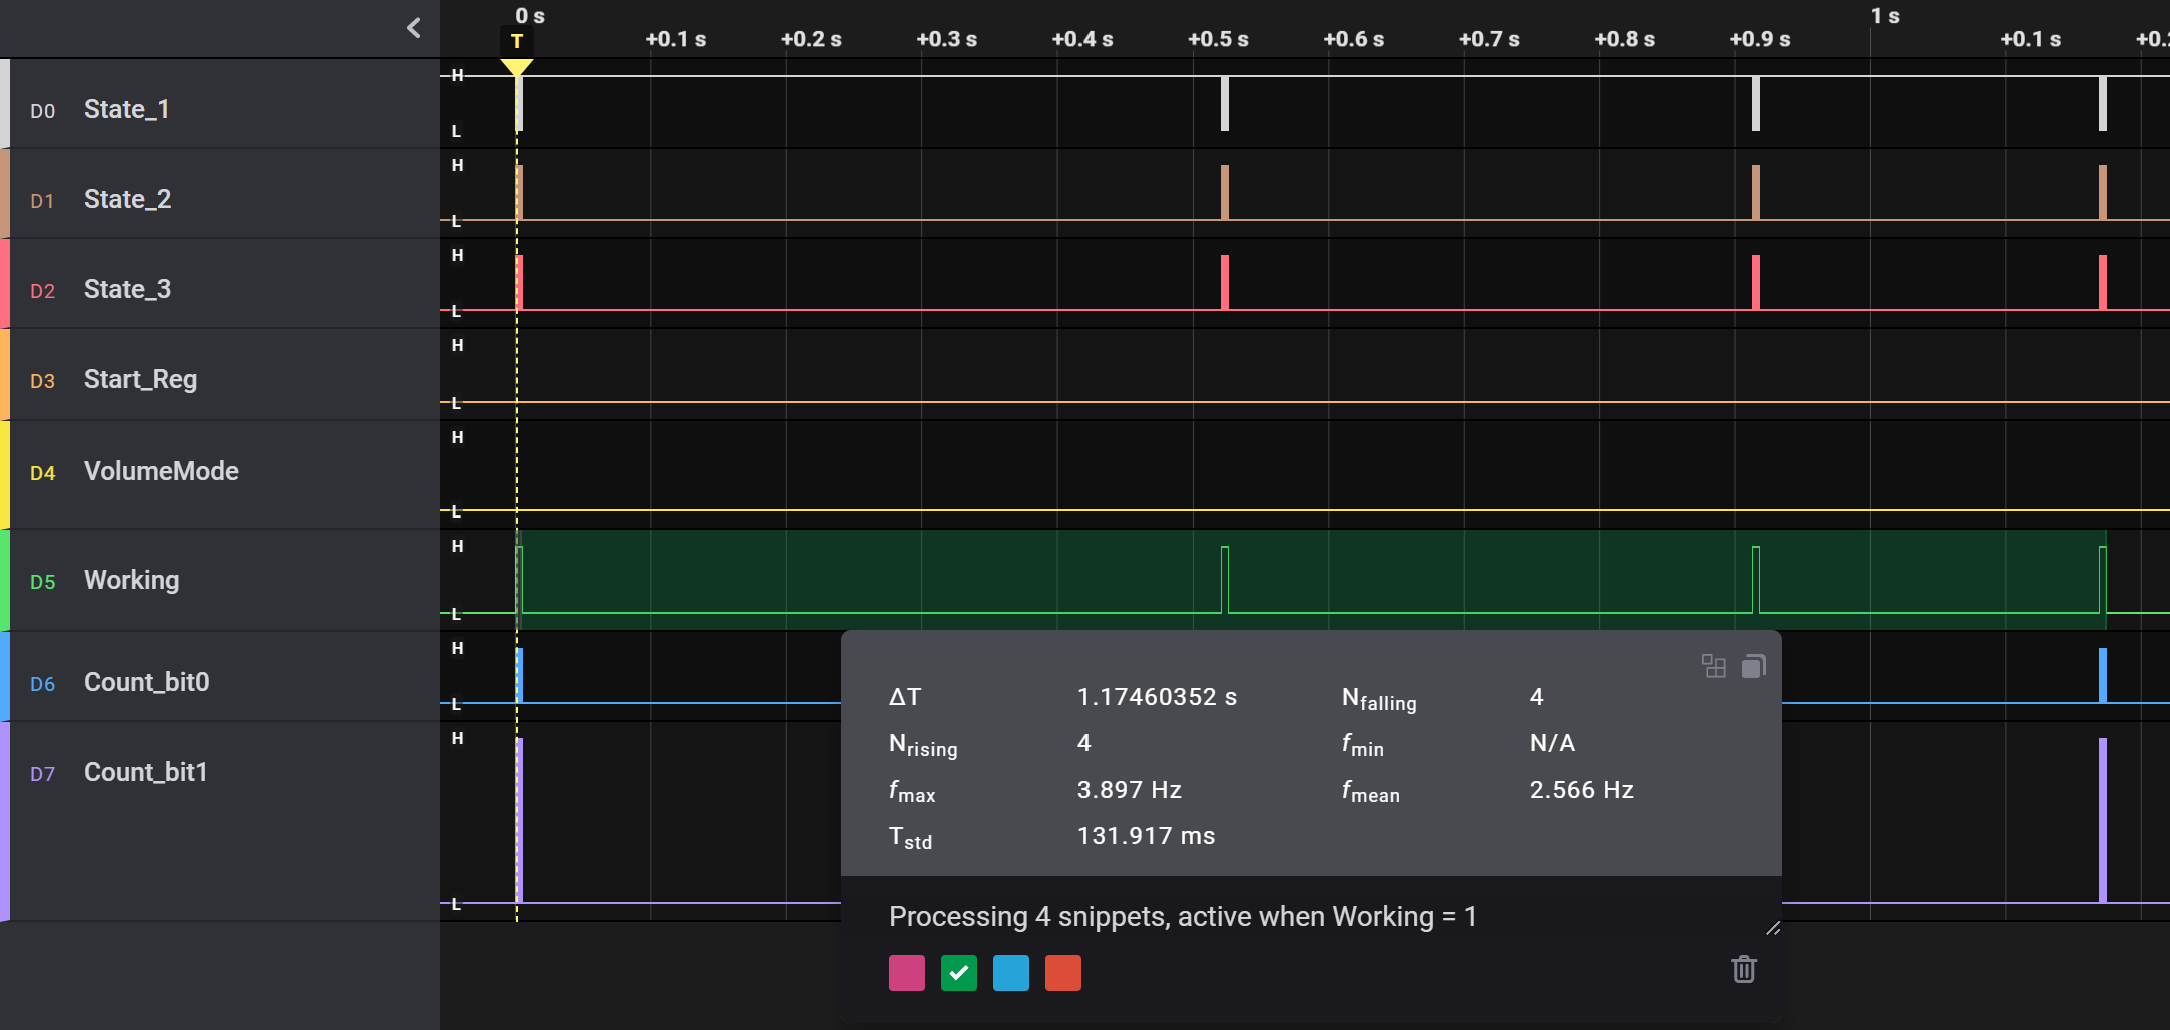 0 s 1 s
T +0.1 s +0.2 s +0.3 s +0.4 s +0.5 s +0.6 s +0.7 s +0.8 s +0.9 s +0.1 s +0.2
H
D0 State_1
L
H
D1 State_2
L
H
D2 State_3
L
H
D3 Start_Reg
L
H
D4 VolumeMode
L
H
D5 Working
L
H
D6 Count_bit0
L
H
D7 Count_bit1
L
ΔT 1.17460352 s Nfalling 4
Nrising 4 fmin N/A
fmax 3.897 Hz fmean 2.566 Hz
Tstd 131.917 ms
Processing 4 snippets, active when Working = 1